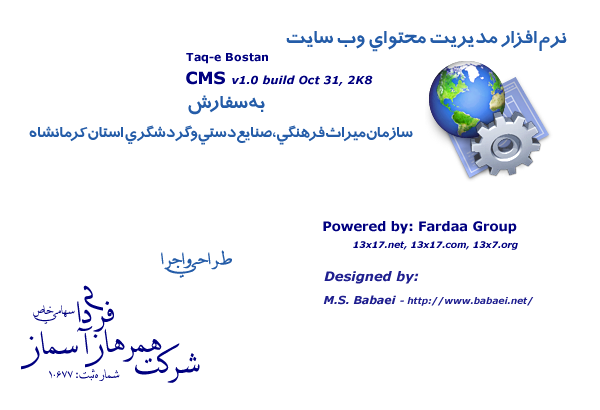 نرم‌افزار مديريت محتواي وب سايت
Taq-e Bostan
CMS v1.0 build Oct 31, 2K8
به‌سفارش
سازمان‌ميراث‌فرهنگي،صنايع‌دستي‌وگردشگري‌استان‌كرمانشاه
Powered by: Fardaa Group
13x17.net, 13x17.com, 13x7.org
طراحي‌و‌اجرا
Designed by:
M.S. Babaei - http://www.babaei.net/
فردا
سهامي‌خاص
شركت همرهاز آسماز
شماره‌ثبت: ۱۰۶۷۷